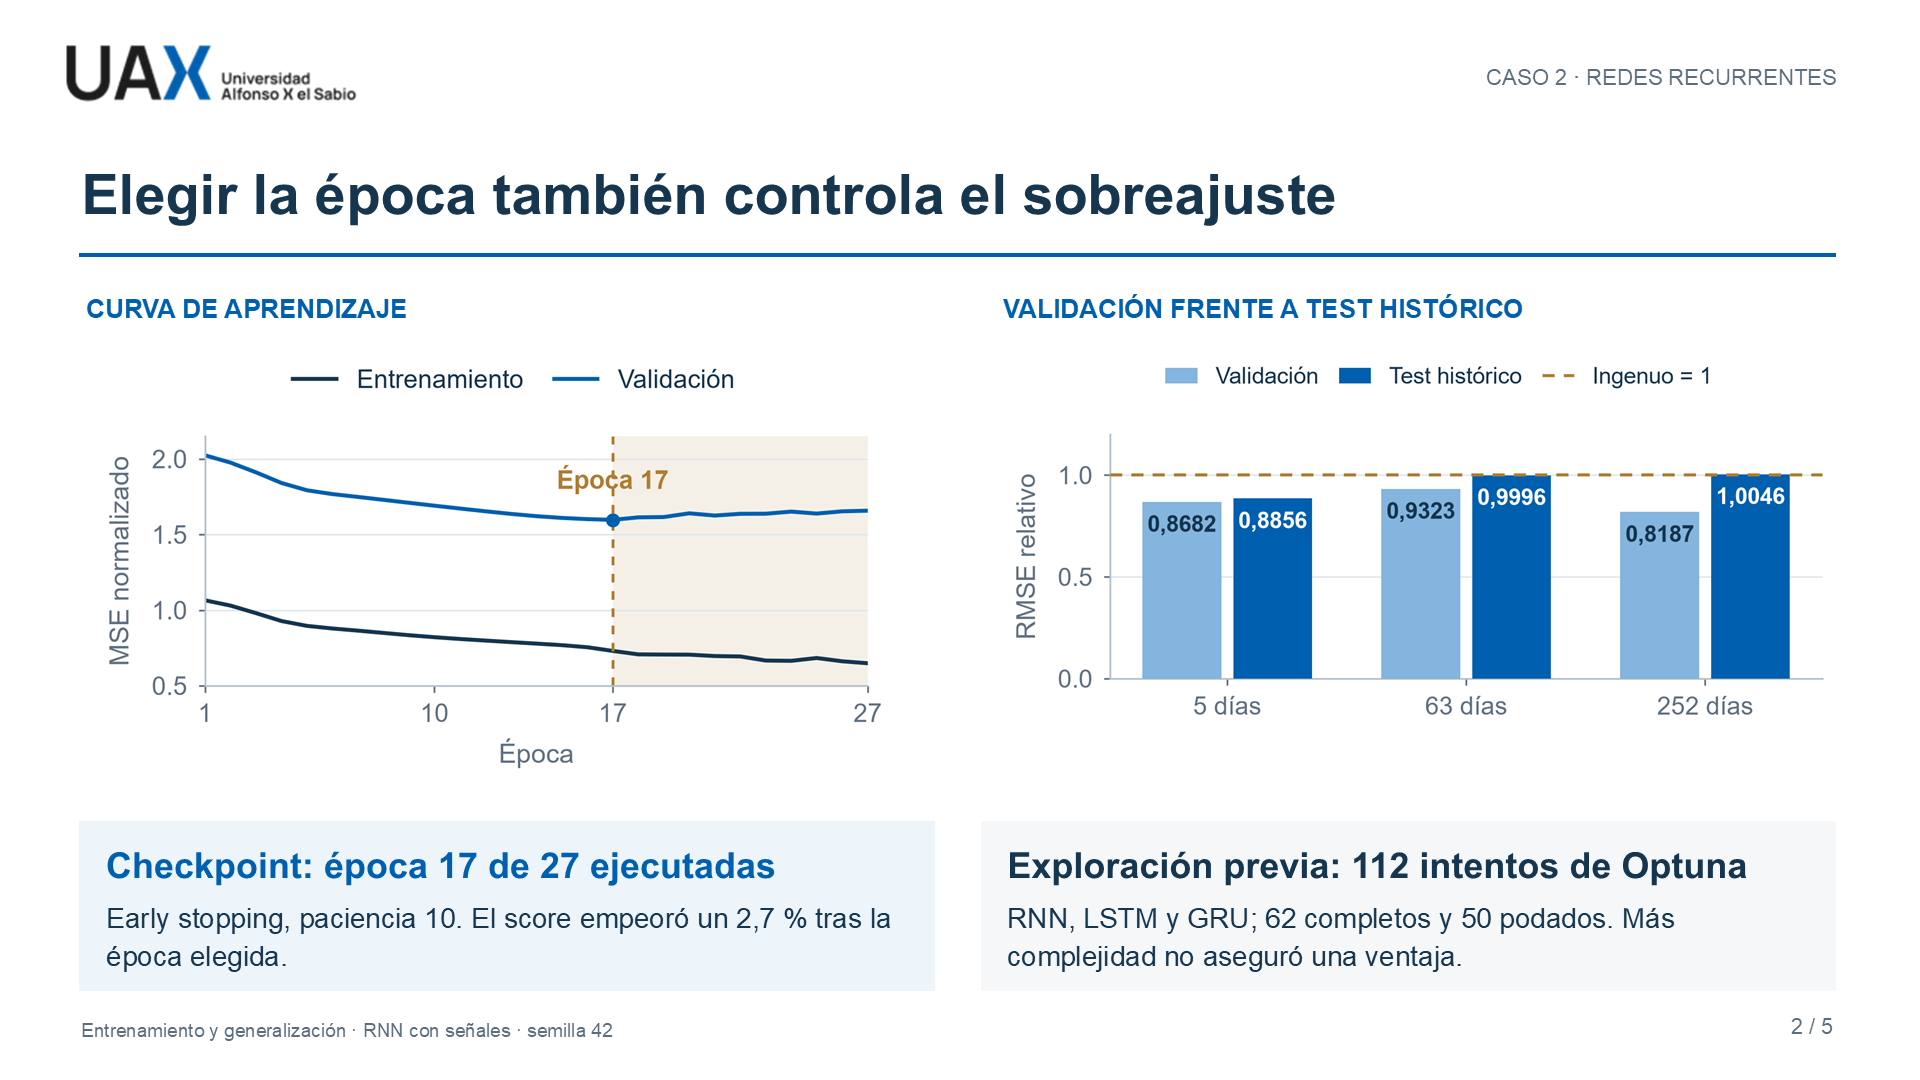 UAX Universidad
Alfonso X el Sabio
CASO 2 · REDES RECURRENTES
Elegir la época también controla el sobreajuste
CURVA DE APRENDIZAJE
Entrenamiento
Validación
Época 17
MSE normalizado
2.0
1.5
1.0
0.5
1
10
17
27
Época
VALIDACIÓN FRENTE A TEST HISTÓRICO
Validación
Test histórico
Ingenuo = 1
RMSE relativo
1.0
0.5
0.0
0,8682
0,8856
0,9323
0,9996
0,8187
1,0046
5 días
63 días
252 días
Checkpoint: época 17 de 27 ejecutadas
Early stopping, paciencia 10. El score empeoró un 2,7 % tras la
época elegida.
Exploración previa: 112 intentos de Optuna
RNN, LSTM y GRU; 62 completos y 50 podados. Más
complejidad no aseguró una ventaja.
Entrenamiento y generalización · RNN con señales · semilla 42
2 / 5